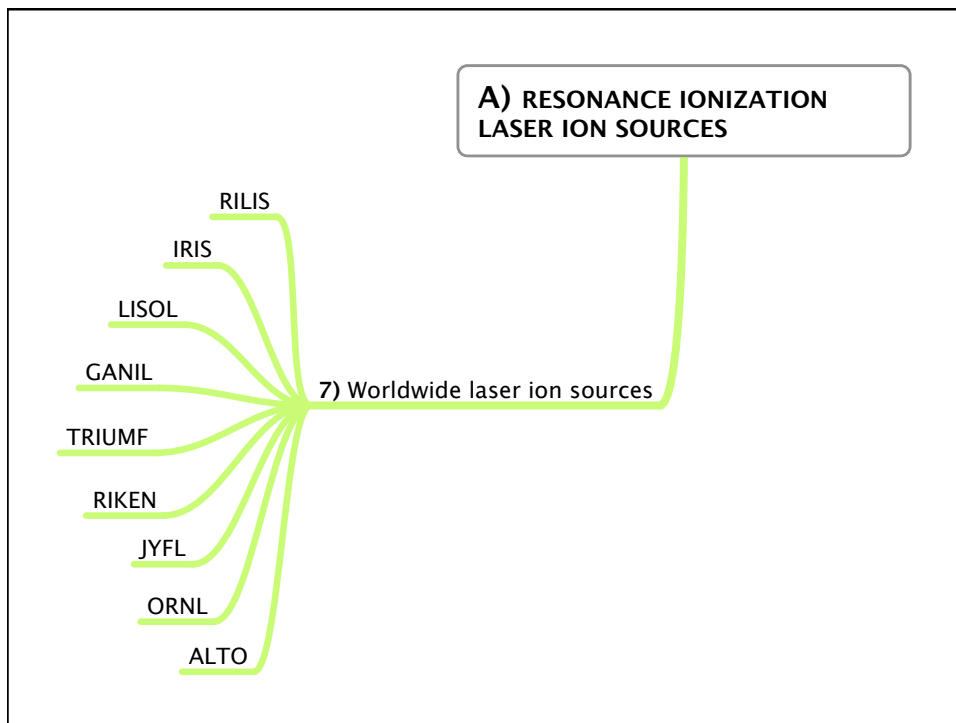 A) RESONANCE IONIZATION
LASER ION SOURCES
RILIS
IRIS
LISOL
GANIL
7) Worldwide laser ion sources
TRIUMF
RIKEN
JYFL
ORNL
ALTO